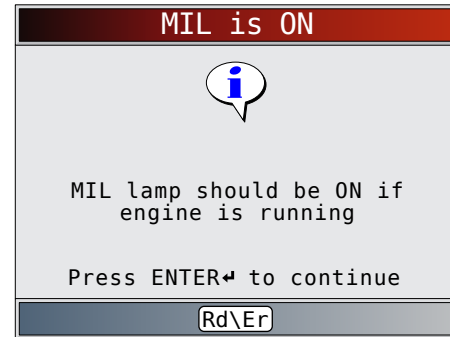 MIL is ON
i
MIL lamp should be ON if
engine is running
Press ENTER↵ to continue
Rd\Er